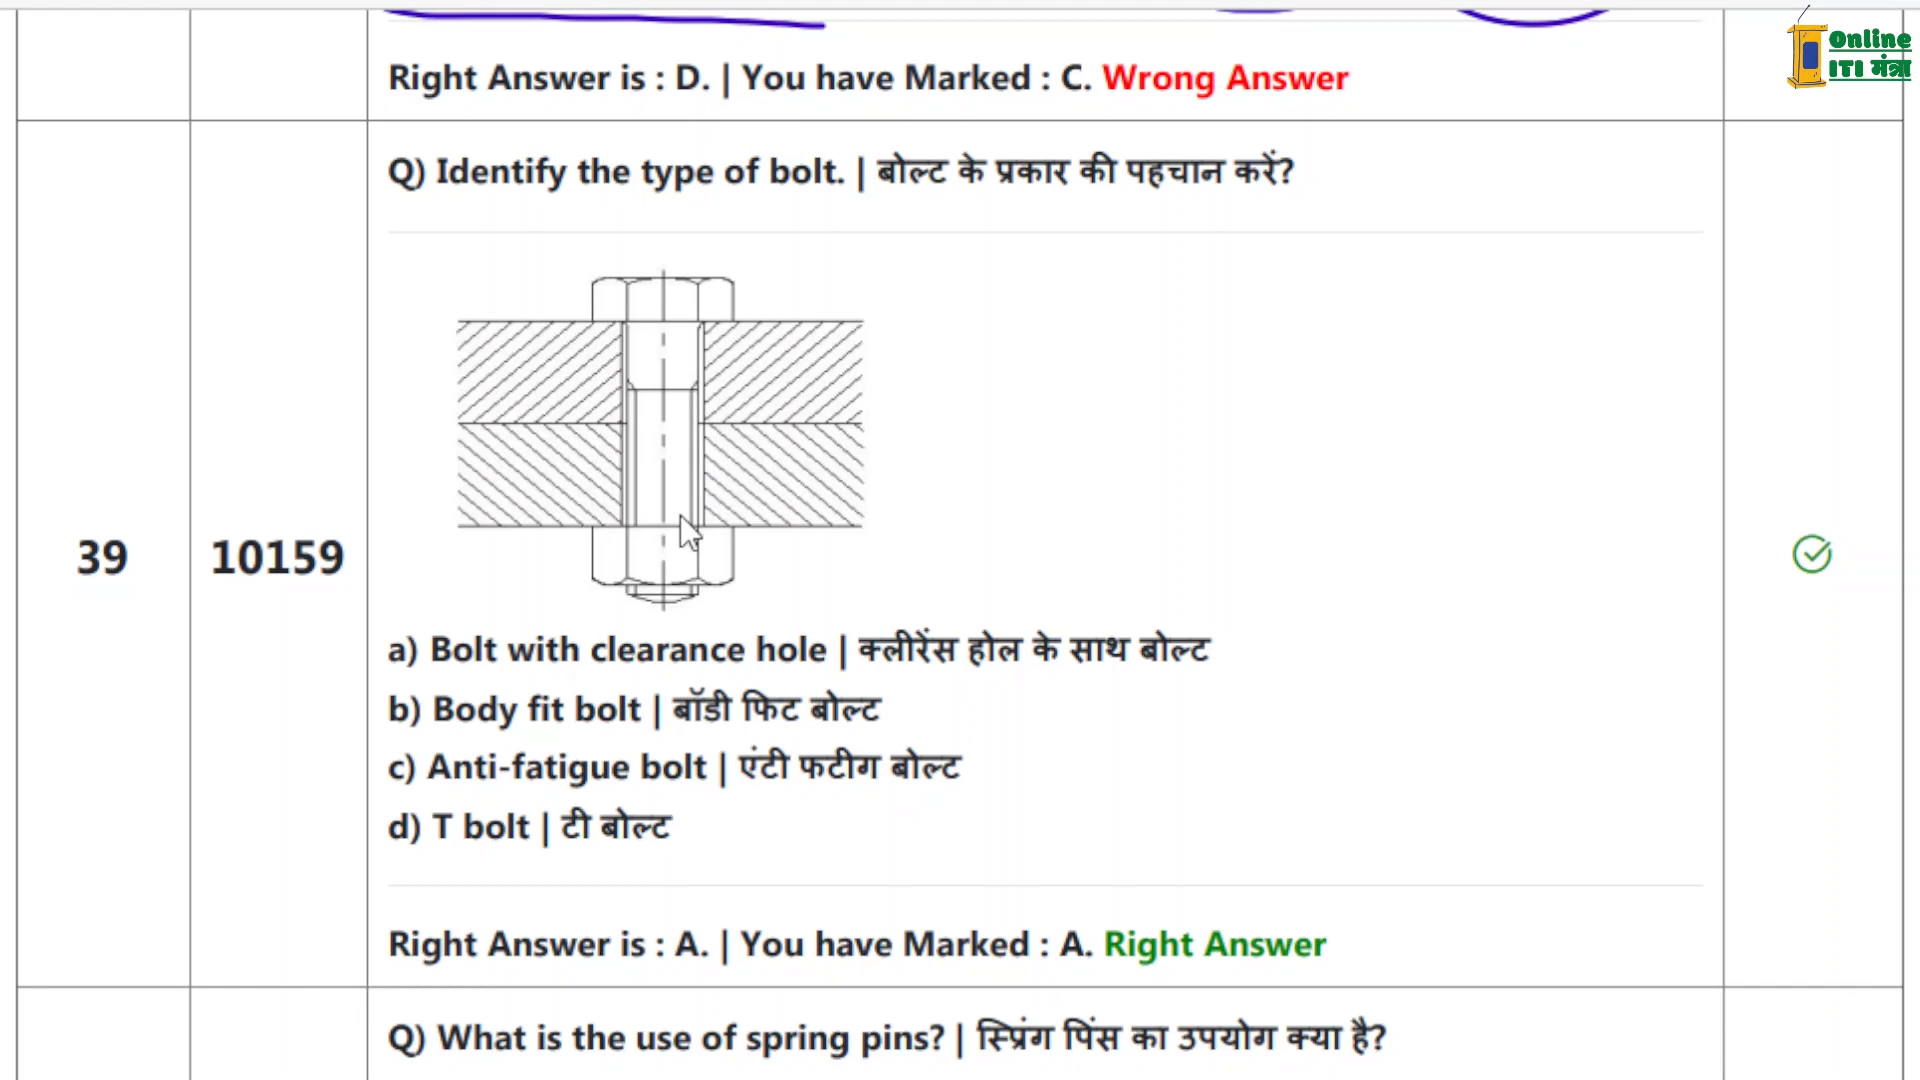 Online
ITI मंत्रा
Right Answer is : D. | You have Marked : C. Wrong Answer
Q) Identify the type of bolt. | बोल्ट के प्रकार की पहचान करें?
39
10159
a) Bolt with clearance hole | क्लीरेंस होल के साथ बोल्ट
b) Body fit bolt | बॉडी फिट बोल्ट
c) Anti-fatigue bolt | एंटी फटीग बोल्ट
d) T bolt | टी बोल्ट
Right Answer is : A. | You have Marked : A. Right Answer
Q) What is the use of spring pins? | स्प्रिंग पिंस का उपयोग क्या है?